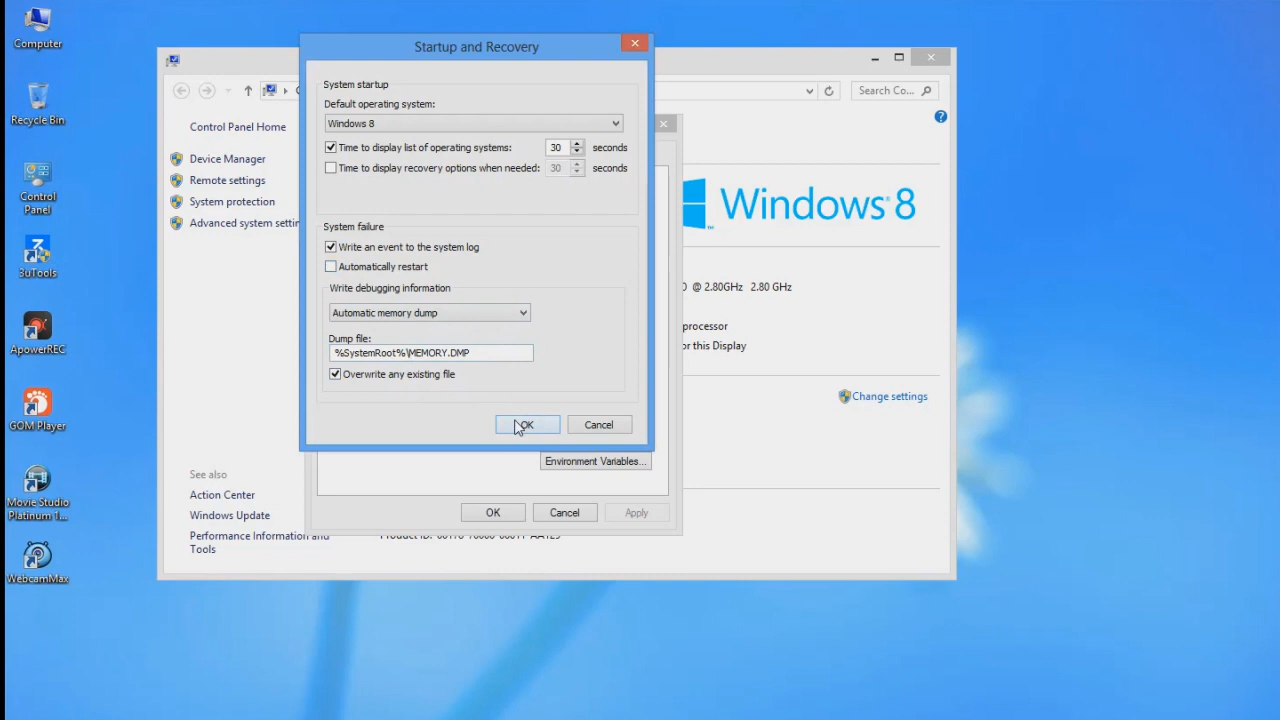 Computer
Recycle Bin
Control
Panel
3uTools
ApowerREC
GOM Player
Movie Studio
Platinum 1...
WebcamMax
Startup and Recovery
System startup
Default operating system:
Windows 8
Time to display list of operating systems: 30 seconds
Time to display recovery options when needed: 30 seconds
System failure
Write an event to the system log
Automatically restart
Write debugging information
Automatic memory dump
Dump file:
%SystemRoot%\MEMORY.DMP
Overwrite any existing file
OK Cancel
Environment Variables...
OK Cancel Apply
Search Co...
Control Panel Home
Device Manager
Remote settings
System protection
Advanced system settin
Windows 8
@ 2.80GHz 2.80 GHz
processor
or this Display
Change settings
See also
Action Center
Windows Update
Performance Information and
Tools